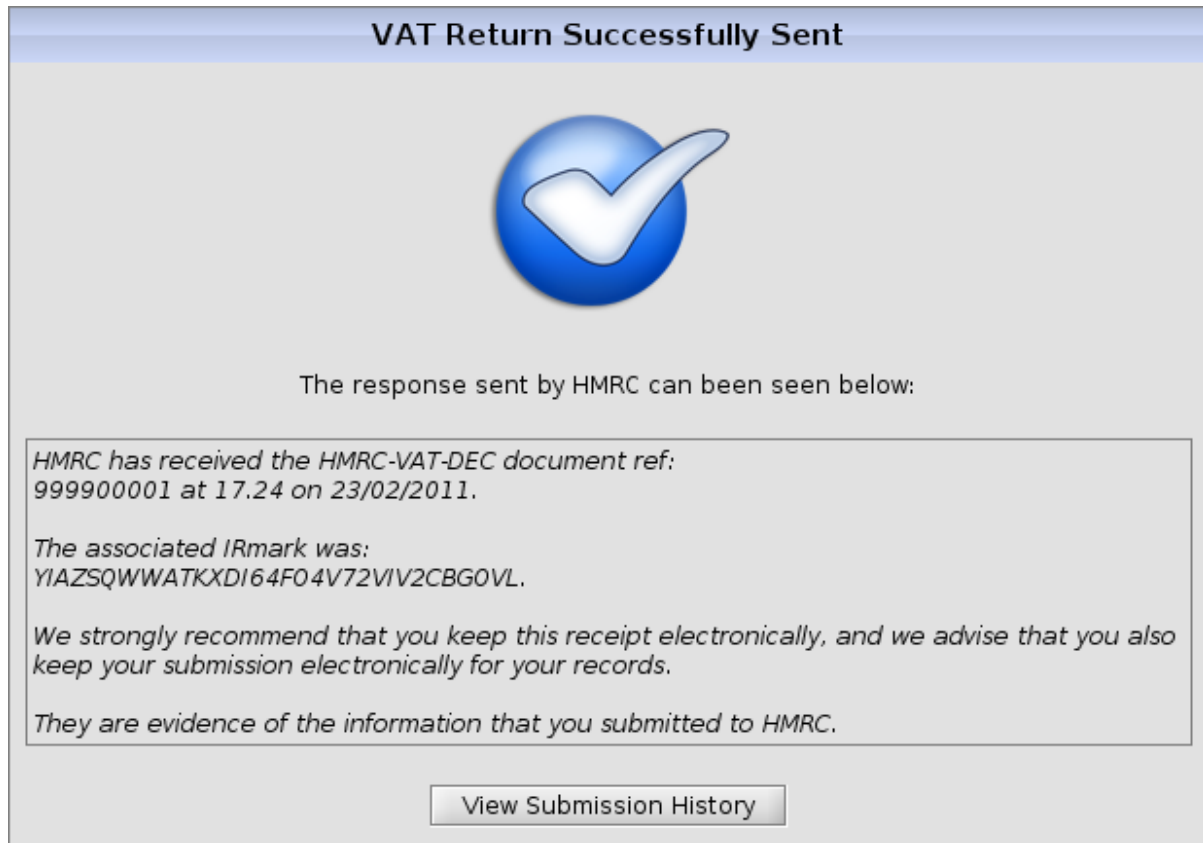 VAT Return Successfully Sent
The response sent by HMRC can been seen below:
HMRC has received the HMRC-VAT-DEC document ref:
999900001 at 17.24 on 23/02/2011.
The associated IRmark was:
YIAZSQWWATKXDI64FO4V72VIV2CBG0VL.
We strongly recommend that you keep this receipt electronically, and we advise that you also
keep your submission electronically for your records.
They are evidence of the information that you submitted to HMRC.
View Submission History